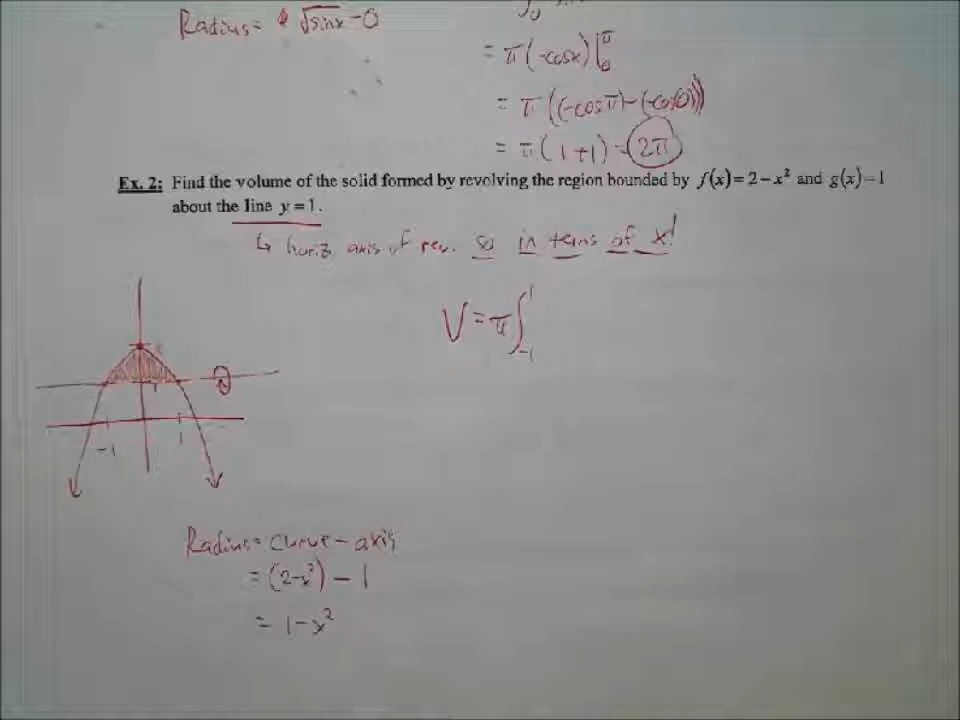 Radius = √sinx - 0
= π(-cosx)|₀^π
= π((-cosπ)-(-cos0))
= π(1+1) = 2π
Ex. 2: Find the volume of the solid formed by revolving the region bounded by f(x)=2-x² and g(x)=1
about the line y=1.
↳ horiz. axis of rev. so in terms of x!
V = π∫₋₁¹
1
-1 1
Radius = curve - axis
= (2-x²) - 1
= 1-x²